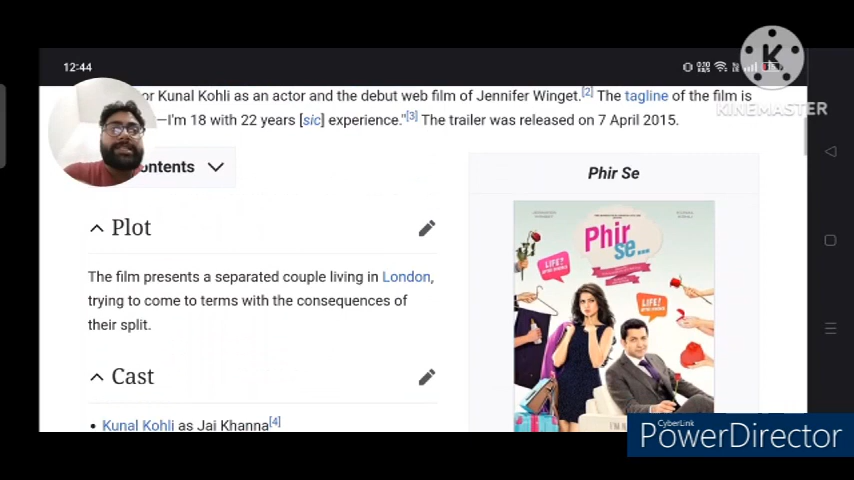 12:44
KINEMASTER
or Kunal Kohli as an actor and the debut web film of Jennifer Winget.[2] The tagline of the film is
—I'm 18 with 22 years [sic] experience."[3] The trailer was released on 7 April 2015.
ontents
Phir Se
Plot
Phir
se...
LIFE?
LIFE!
The film presents a separated couple living in London,
trying to come to terms with the consequences of
their split.
Cast
• Kunal Kohli as Jai Khanna[4]
CyberLink
PowerDirector